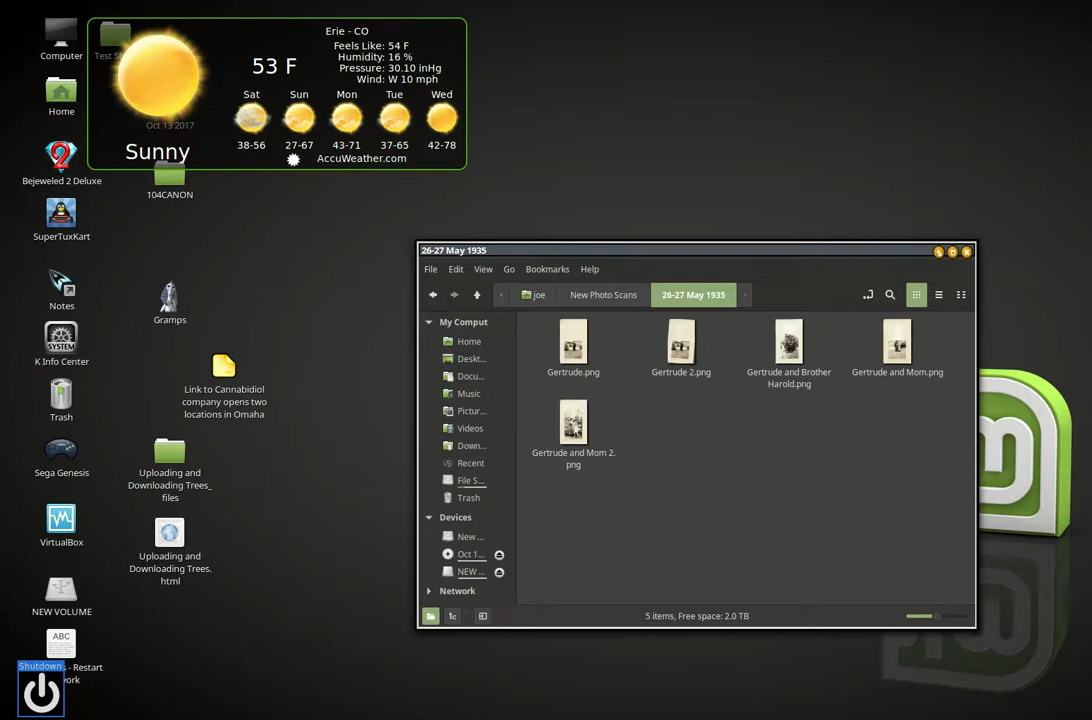 Computer
Home
Bejeweled 2 Deluxe
SuperTuxKart
Notes
K Info Center
SYSTEM
Trash
Sega Genesis
VirtualBox
NEW VOLUME
ABC
- Restart
Shutdown
Erie - CO
Feels Like: 54 F
Humidity: 16 %
Pressure: 30.10 inHg
Wind: W 10 mph
53 F
Oct 13 2017
Sunny
Sat Sun Mon Tue Wed
38-56 27-67 43-71 37-65 42-78
AccuWeather.com
104CANON
Gramps
Link to Cannabidiol
company opens two
locations in Omaha
Uploading and
Downloading Trees_
files
Uploading and
Downloading Trees.
html
26-27 May 1935
File Edit View Go Bookmarks Help
joe New Photo Scans 26-27 May 1935
My Comput
Home
Deskt...
Docu...
Music
Pictur...
Videos
Down...
Recent
File S...
Trash
Devices
New ...
Oct 1...
NEW ...
Network
Gertrude.png
Gertrude 2.png
Gertrude and Brother
Harold.png
Gertrude and Mom.png
Gertrude and Mom 2.
png
5 items, Free space: 2.0 TB